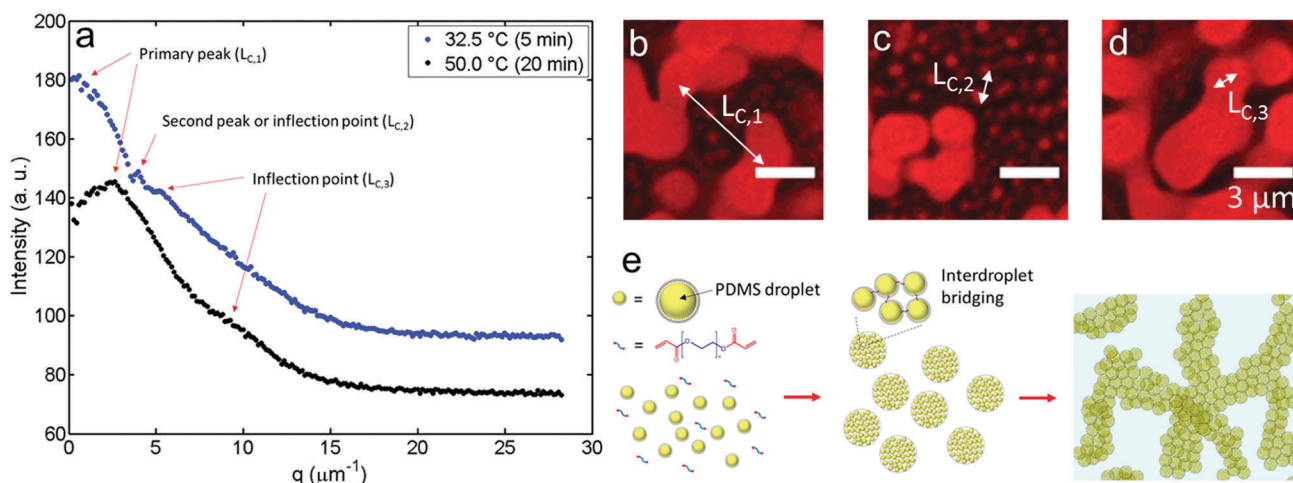 a
200
180
160
140
120
100
80
60
Intensity (a. u.)
0
5
10
15
20
25
30
q (μm⁻¹)
32.5 °C (5 min)
50.0 °C (20 min)
Primary peak (L_C,1)
Second peak or inflection point (L_C,2)
Inflection point (L_C,3)
b
L_C,1
c
L_C,2
d
L_C,3
3 μm
e
=
PDMS droplet
=
O
O
O
O
n
Interdroplet
bridging